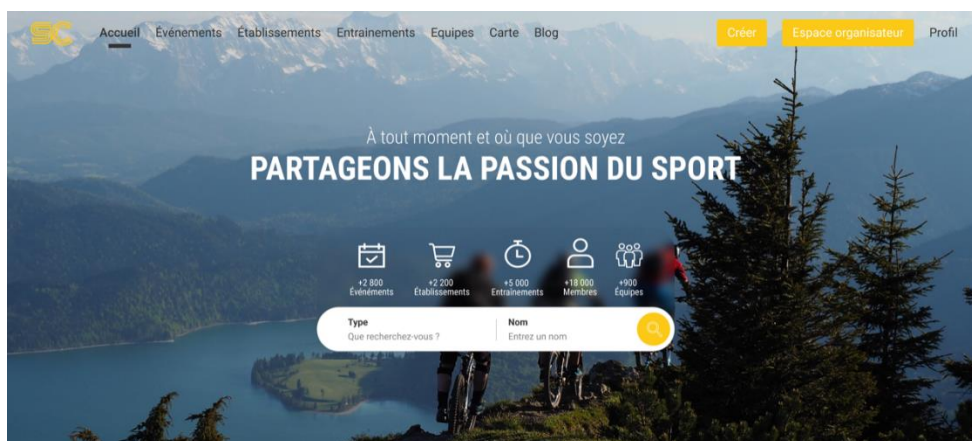 SC
Accueil Événements Établissements Entrainements Equipes Carte Blog Créer Espace organisateur Profil
À tout moment et où que vous soyez
PARTAGEONS LA PASSION DU SPORT
+2 800 +2 200 +5 000 +18 000 +900
Événéments Établissements Entrainements Membres Équipes
Type Nom
Que recherchez-vous ? Entrez un nom